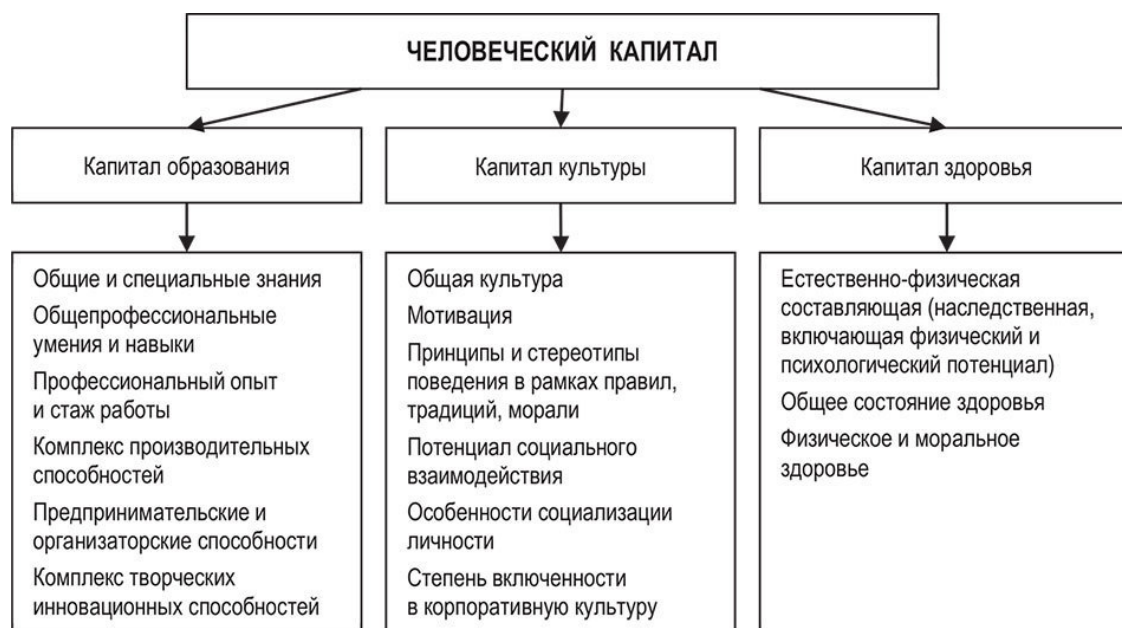 ЧЕЛОВЕЧЕСКИЙ КАПИТАЛ
Капитал образования
Капитал культуры
Капитал здоровья
Общие и специальные знания
Общепрофессиональные
умения и навыки
Профессиональный опыт
и стаж работы
Комплекс производительных
способностей
Предпринимательские и
организаторские способности
Комплекс творческих
инновационных способностей
Общая культура
Мотивация
Принципы и стереотипы
поведения в рамках правил,
традиций, морали
Потенциал социального
взаимодействия
Особенности социализации
личности
Степень включенности
в корпоративную культуру
Естественно-физическая
составляющая (наследственная,
включающая физический и
психологический потенциал)
Общее состояние здоровья
Физическое и моральное
здоровье